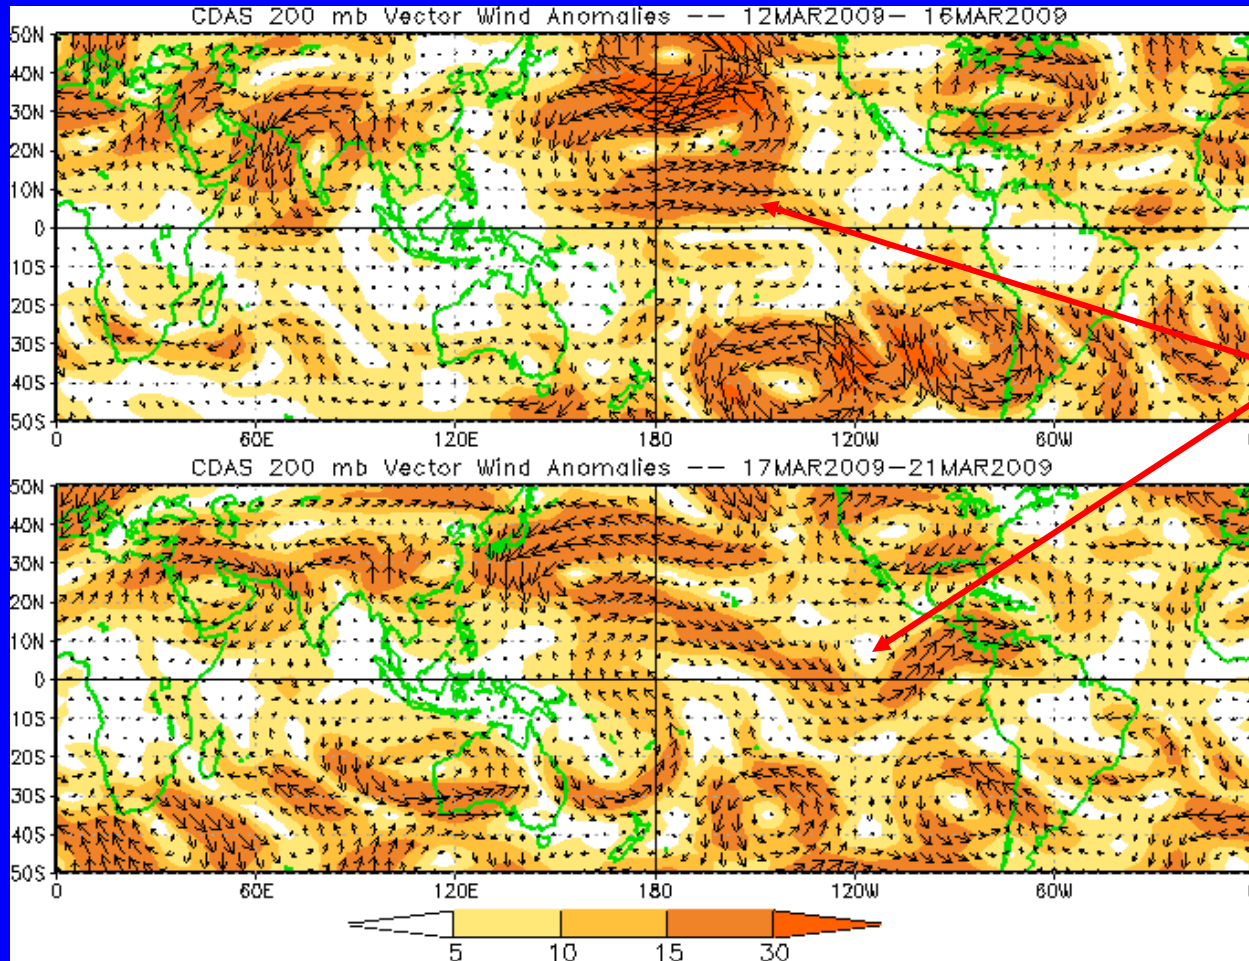 CDAS 200 mb Vector Wind Anomalies -- 12MAR2009- 16MAR2009
50N
40N
30N
20N
10N
0
10S
20S
30S
40S
50S
0 60E 120E 180 120W 60W
CDAS 200 mb Vector Wind Anomalies -- 17MAR2009-21MAR2009
50N
40N
30N
20N
10N
0
10S
20S
30S
40S
50S
0 60E 120E 180 120W 60W
5 10 15 30